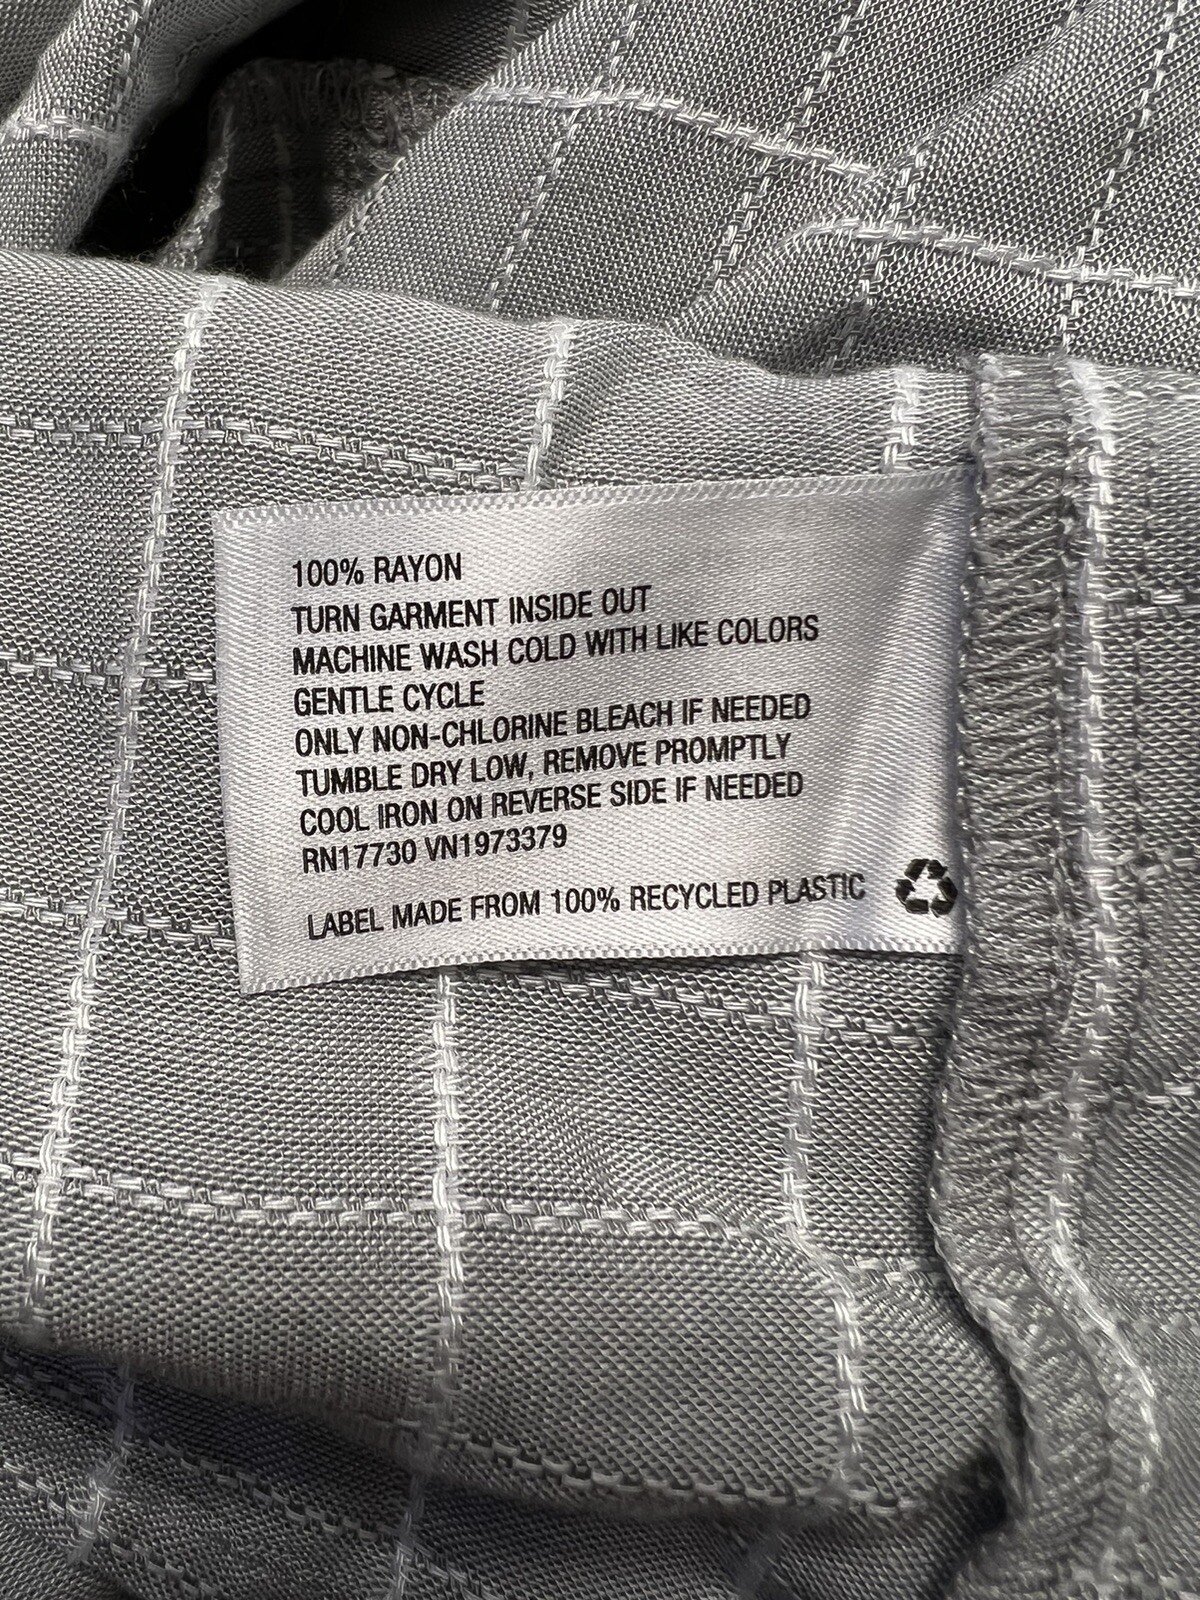 100% RAYON
TURN GARMENT INSIDE OUT
MACHINE WASH COLD WITH LIKE COLORS
GENTLE CYCLE
ONLY NON-CHLORINE BLEACH IF NEEDED
TUMBLE DRY LOW, REMOVE PROMPTLY
COOL IRON ON REVERSE SIDE IF NEEDED
RN17730 VN1973379
LABEL MADE FROM 100% RECYCLED PLASTIC